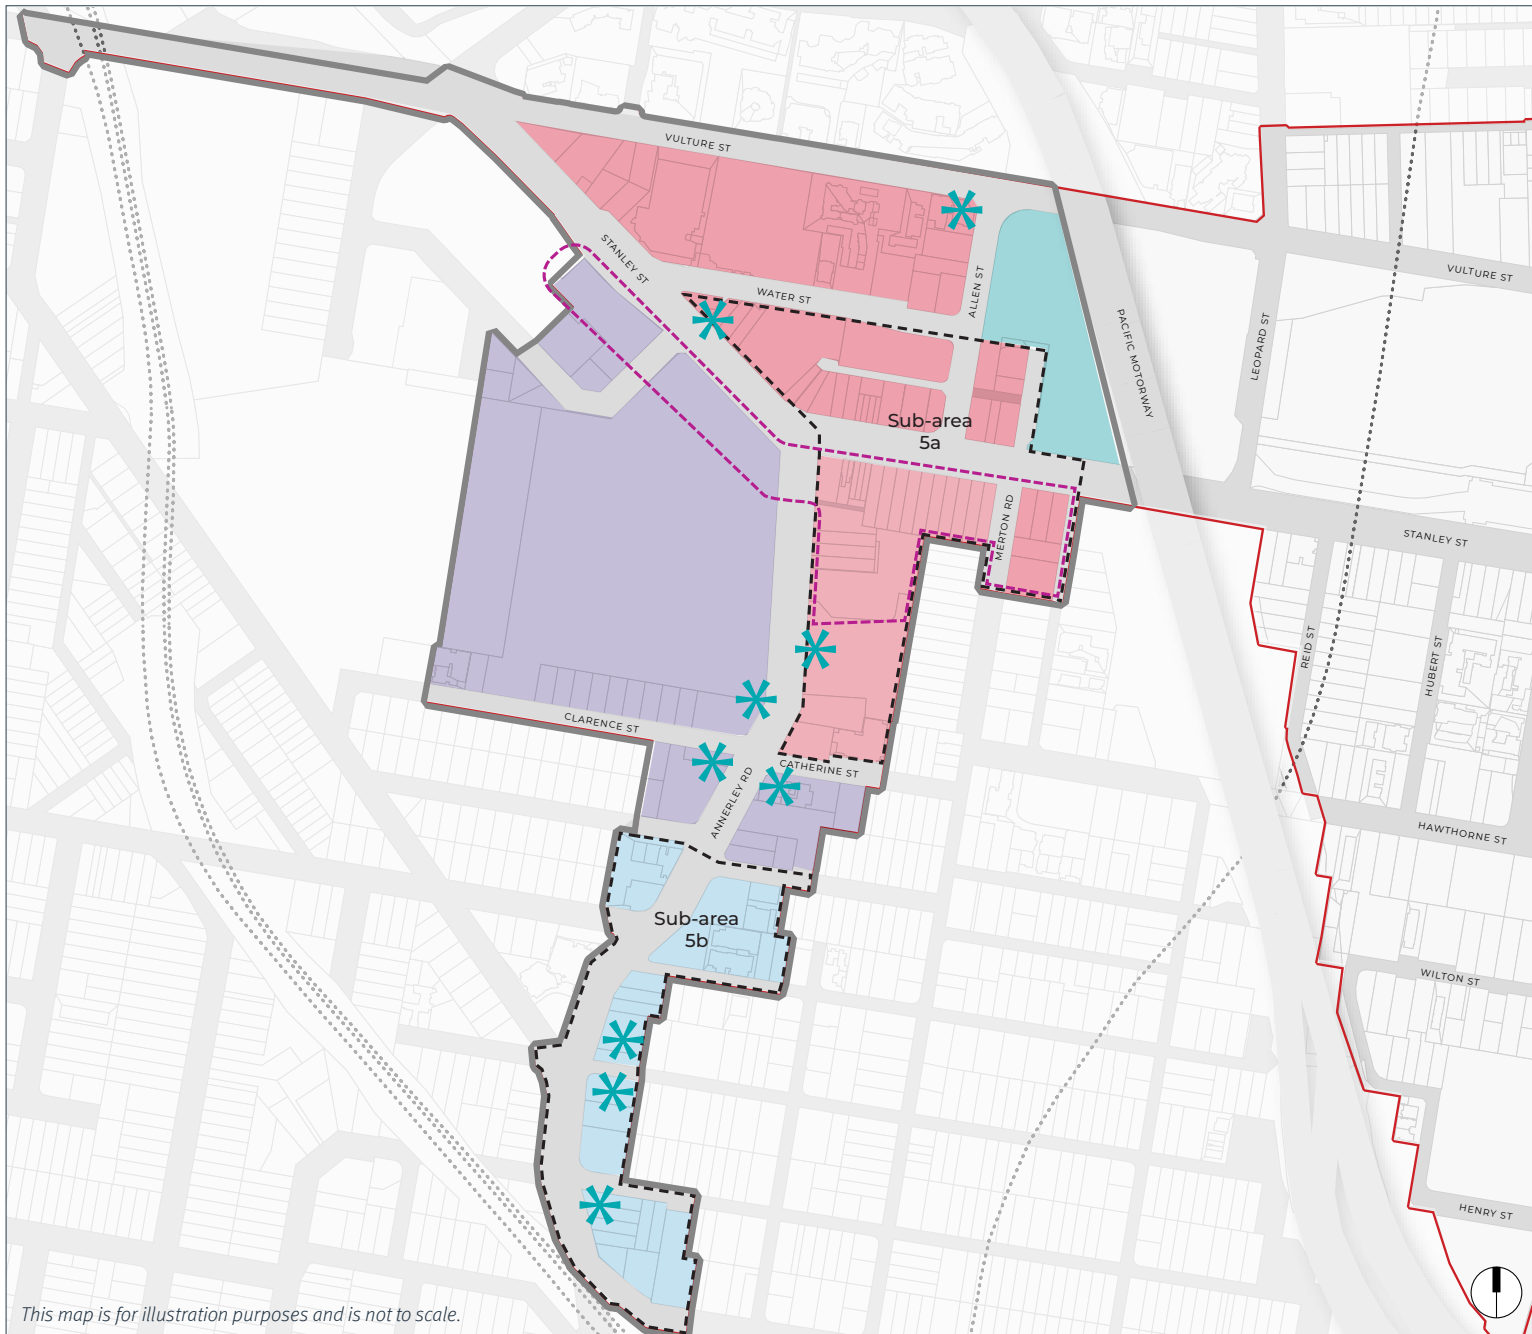 VULTURE ST
STANLEY ST
WATER ST
ALLEN ST
VULTURE ST
PACIFIC MOTORWAY
LEOPARD ST
Sub-area
5a
MERTON RD
STANLEY ST
REID ST
HUBERT ST
CLARENCE ST
CATHERINE ST
ANNERLEY RD
HAWTHORNE ST
Sub-area
5b
WILTON ST
HENRY ST
This map is for illustration purposes and is not to scale.